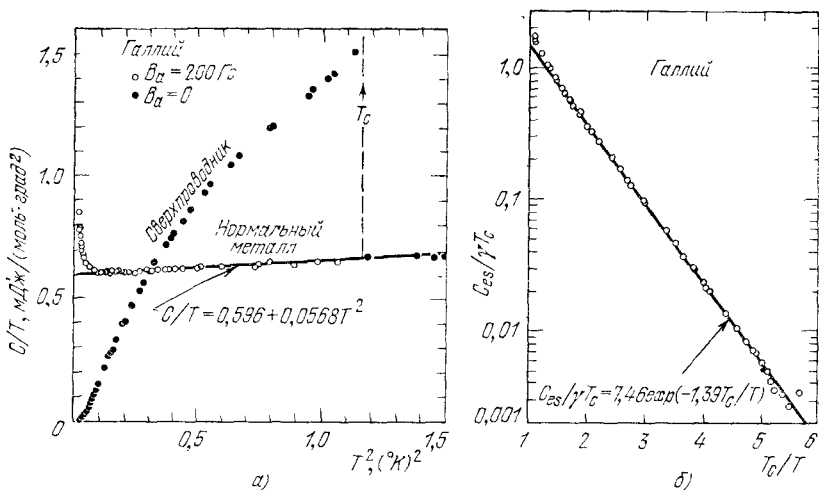 Галлий
B_a = 200 Гс
B_a = 0
1,5
1,0
0,5
0
C/T, мДж/(моль·град²)
Сверхпроводник
T_c
Нормальный
металл
C/T = 0,596 + 0,0568T²
0,5
1,0
1,5
T², (°K)²
а)
Галлий
1,0
0,1
0,01
0,001
C_es/γT_c
C_es/γT_c = 7,46 exp(-1,39T_c/T)
1
2
3
4
5
6
T_c/T
б)